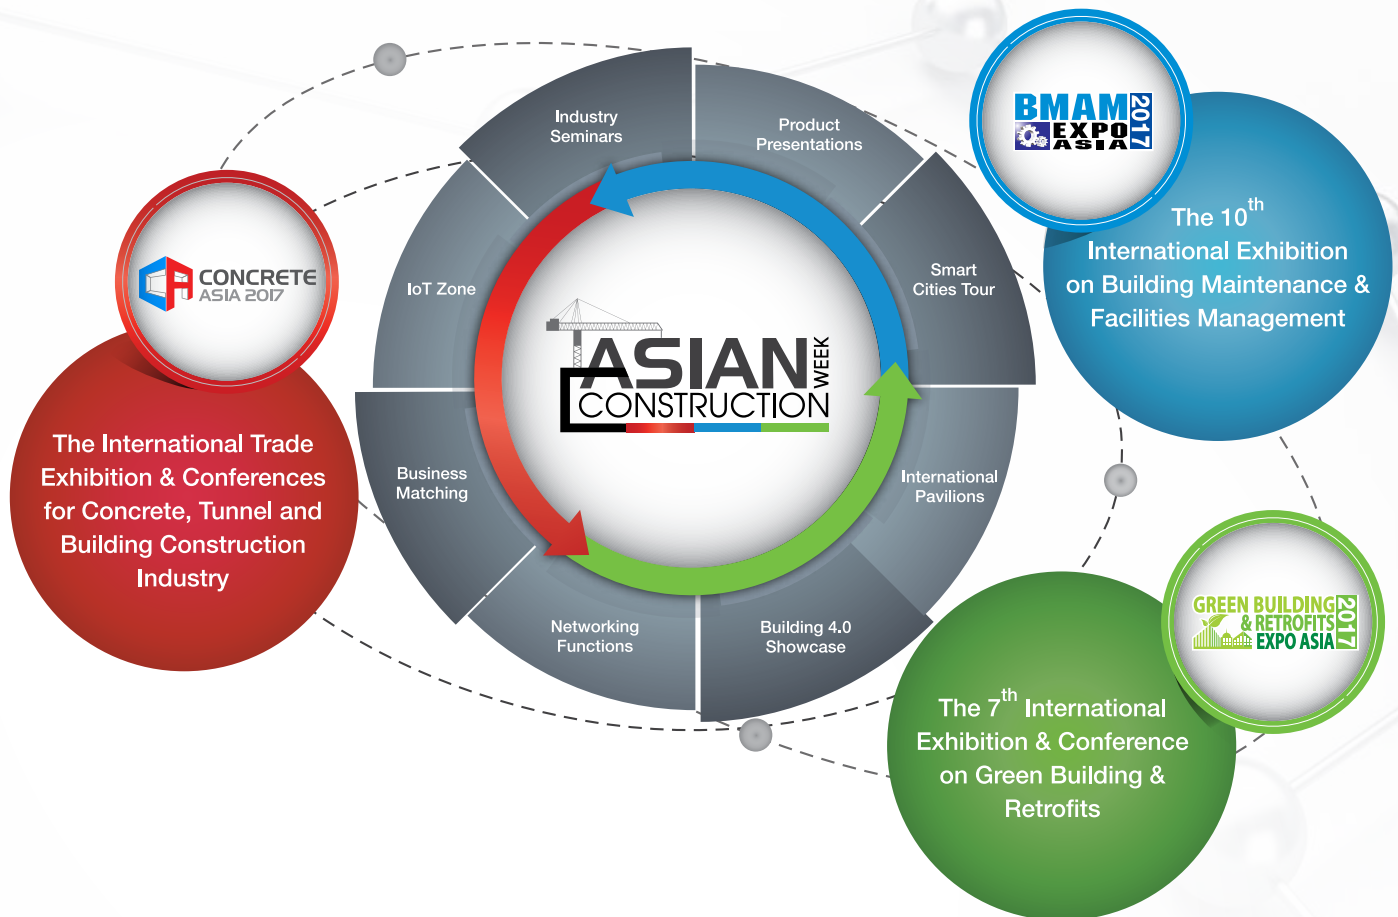 Industry
Seminars
Product
Presentations
Smart
Cities Tour
International
Pavilions
Building 4.0
Showcase
Networking
Functions
Business
Matching
IoT Zone
ASIAN
WEEK
CONSTRUCTION
CONCRETE
ASIA 2017
The International Trade
Exhibition & Conferences
for Concrete, Tunnel and
Building Construction
Industry
BMAM
EXPO
ASIA
2017
The 10th
International Exhibition
on Building Maintenance &
Facilities Management
GREEN BUILDING
& RETROFITS
EXPO ASIA
2017
The 7th International
Exhibition & Conference
on Green Building &
Retrofits